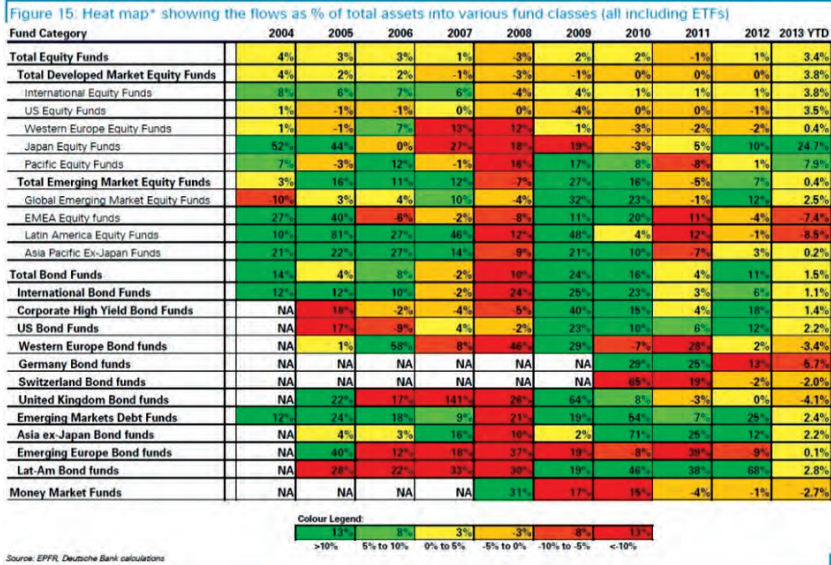 Figure 15: Heat map* showing the flows as % of total assets into various fund classes (all including ETFs)
Fund Category 2004 2005 2006 2007 2008 2009 2010 2011 2012 2013 YTD
Total Equity Funds 4% 3% 3% 1% -3% 2% 2% -1% 1% 3.4%
Total Developed Market Equity Funds 4% 2% 2% -1% -3% -1% 0% 0% 0% 3.8%
International Equity Funds 8% 6% 7% 6% -4% 4% 1% 1% 1% 3.8%
US Equity Funds 1% -1% -1% 0% 0% -4% 0% 0% -1% 3.5%
Western Europe Equity Funds 1% -1% 7% 13% 12% 1% -3% -2% -2% 0.4%
Japan Equity Funds 52% 44% 0% 27% 18% 19% -3% 5% 10% 24.7%
Pacific Equity Funds 7% -3% 12% -1% 16% 17% 8% -8% 1% 7.9%
Total Emerging Market Equity Funds 3% 16% 11% 12% -7% 27% 16% -5% 7% 0.4%
Global Emerging Market Equity Funds -10% 3% 4% 10% -4% 32% 23% -1% 12% 2.5%
EMEA Equity funds 27% 40% -6% -2% -8% 11% 20% 11% -4% -7.4%
Latin America Equity Funds 10% 81% 27% 46% 12% 48% 4% 12% -1% -8.5%
Asia Pacific Ex-Japan Funds 21% 22% 27% 14% -9% 21% 10% -7% 3% 0.2%
Total Bond Funds 14% 4% 8% -2% 10% 24% 16% 4% 11% 1.5%
International Bond Funds 12% 12% 10% -2% 24% 25% 23% 3% 6% 1.1%
Corporate High Yield Bond Funds NA 18% -2% -4% -5% 40% 15% 4% 18% 1.4%
US Bond Funds NA 17% -9% 4% -2% 23% 10% 6% 12% 2.2%
Western Europe Bond funds NA 1% 58% 8% 46% 29% -7% 28% 2% -3.4%
Germany Bond funds NA NA NA NA NA NA 29% 25% 13% -5.7%
Switzerland Bond funds NA NA NA NA NA NA 65% 19% -2% -2.0%
United Kingdom Bond funds NA 22% 17% 141% 26% 64% 8% -3% 0% -4.1%
Emerging Markets Debt Funds 12% 24% 18% 9% 21% 19% 54% 7% 25% 2.4%
Asia ex-Japan Bond funds NA 4% 3% 16% 10% 2% 71% 25% 12% 2.2%
Emerging Europe Bond funds NA 40% 12% 18% 37% 19% -8% 39% -9% 0.1%
Lat-Am Bond funds NA 28% 22% 33% 30% 19% 46% 38% 68% 2.8%
Money Market Funds NA NA NA NA 31% 17% 15% -4% -1% -2.7%
Colour Legend:
13% 8% 3% -3% -8% 13%
>10% 5% to 10% 0% to 5% -5% to 0% -10% to -5% <-10%
Source: EPFR, Deutsche Bank calculations